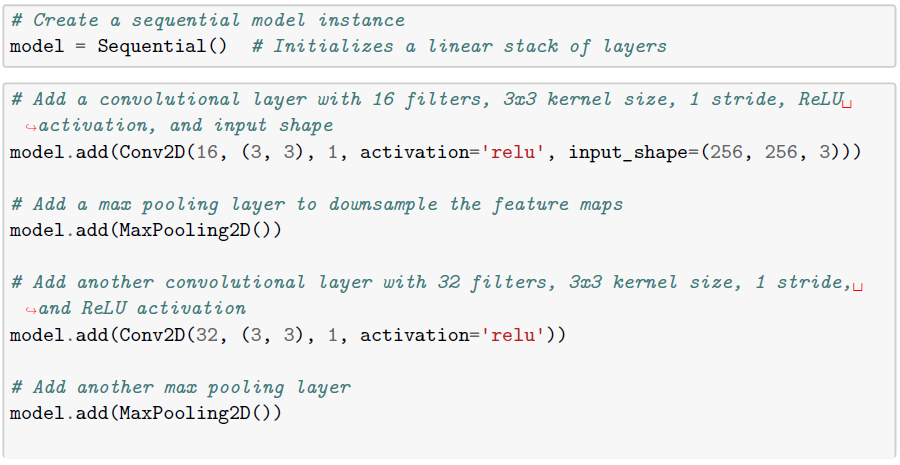 # Create a sequential model instance
model = Sequential()  # Initializes a linear stack of layers
# Add a convolutional layer with 16 filters, 3x3 kernel size, 1 stride, ReLU␣
↪activation, and input shape
model.add(Conv2D(16, (3, 3), 1, activation='relu', input_shape=(256, 256, 3)))
# Add a max pooling layer to downsample the feature maps
model.add(MaxPooling2D())
# Add another convolutional layer with 32 filters, 3x3 kernel size, 1 stride,␣
↪and ReLU activation
model.add(Conv2D(32, (3, 3), 1, activation='relu'))
# Add another max pooling layer
model.add(MaxPooling2D())